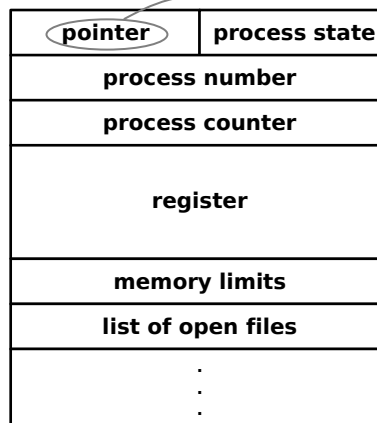 pointer process state
process number
process counter
register
memory limits
list of open files
.
.
.